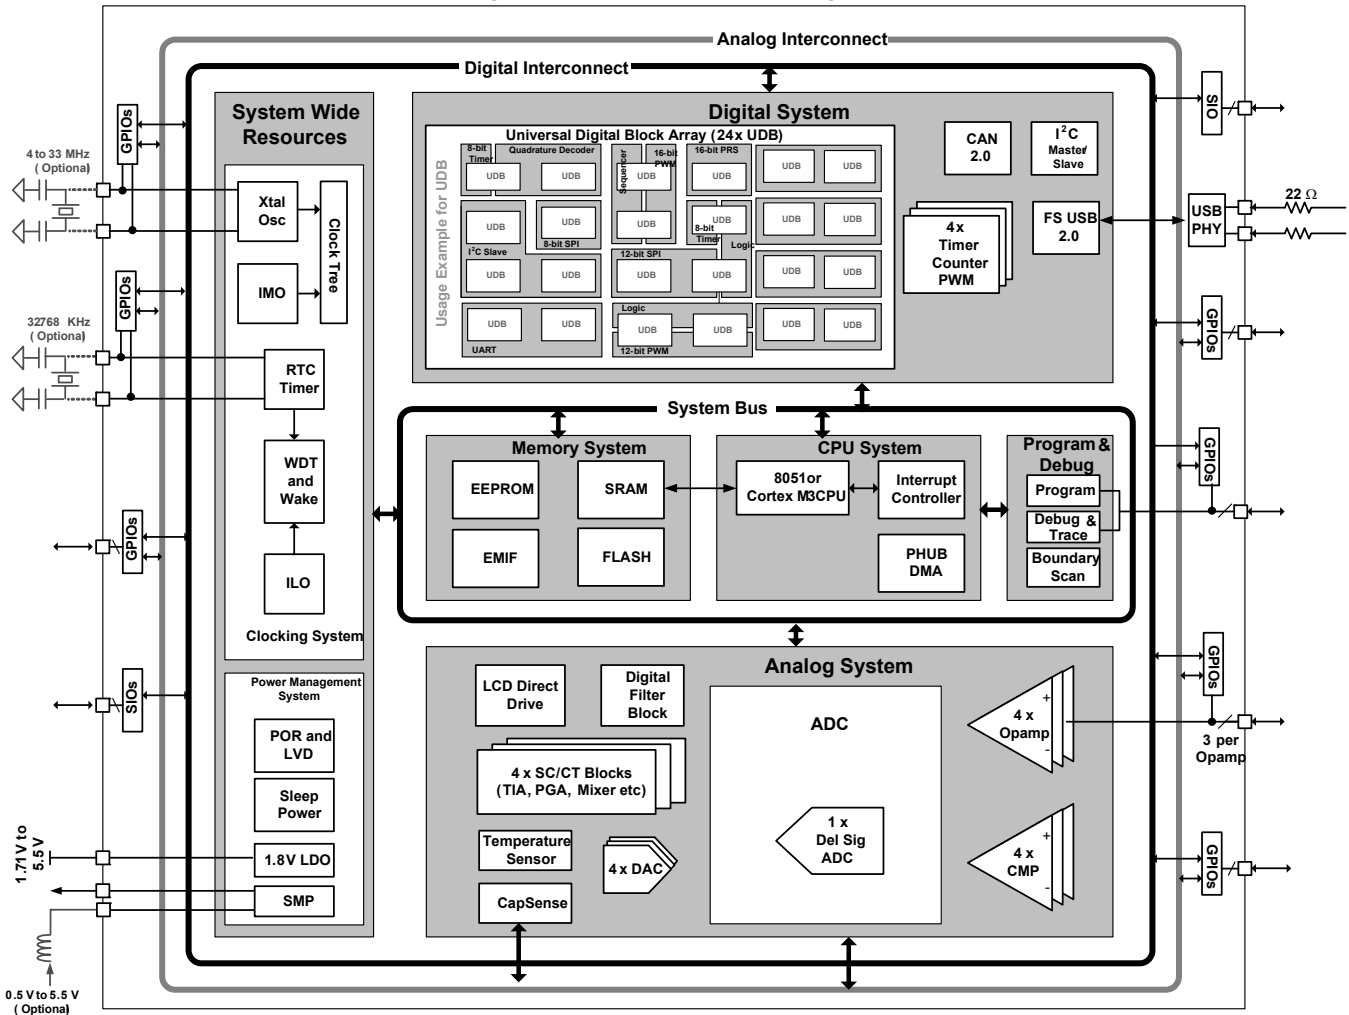 Analog Interconnect
Digital Interconnect
System Wide
Resources
Xtal
Osc
Clock Tree
IMO
RTC
Timer
WDT
and
Wake
ILO
Clocking System
Power Management
System
POR and
LVD
Sleep
Power
1.8V LDO
SMP
4 to 33 MHz
( Optional)
GPIOs
32768 KHz
( Optional)
GPIOs
GPIOs
SIOs
1.71 V to
5.5 V
0.5 V to 5.5 V
( Optional)
Digital System
Universal Digital Block Array (24x UDB)
Usage Example for UDB
8-bit
Timer
Quadrature Decoder
Sequencer
16-bit
PWM
16-bit PRS
UDB
UDB
UDB
UDB
UDB
UDB
UDB
UDB
UDB
UDB
UDB
UDB
I²C Slave
8-bit SPI
8-bit
Timer
Logic
12-bit SPI
UDB
UDB
UDB
UDB
UDB
UDB
Logic
UDB
UDB
UDB
UDB
UDB
UDB
UART
12-bit PWM
CAN
2.0
I²C
Master/
Slave
4x
Timer
Counter
PWM
FS USB
2.0
System Bus
Memory System
EEPROM
SRAM
EMIF
FLASH
CPU System
8051or
Cortex M3CPU
Interrupt
Controller
PHUB
DMA
Program &
Debug
Program
Debug &
Trace
Boundary
Scan
Analog System
LCD Direct
Drive
Digital
Filter
Block
4 x SC/CT Blocks
(TIA, PGA, Mixer etc)
Temperature
Sensor
4 x DAC
CapSense
ADC
1 x
Del Sig
ADC
4 x
Opamp
+
-
4 x
CMP
+
-
SIO
USB
PHY
22 Ω
GPIOs
GPIOs
GPIOs
3 per
Opamp
GPIOs